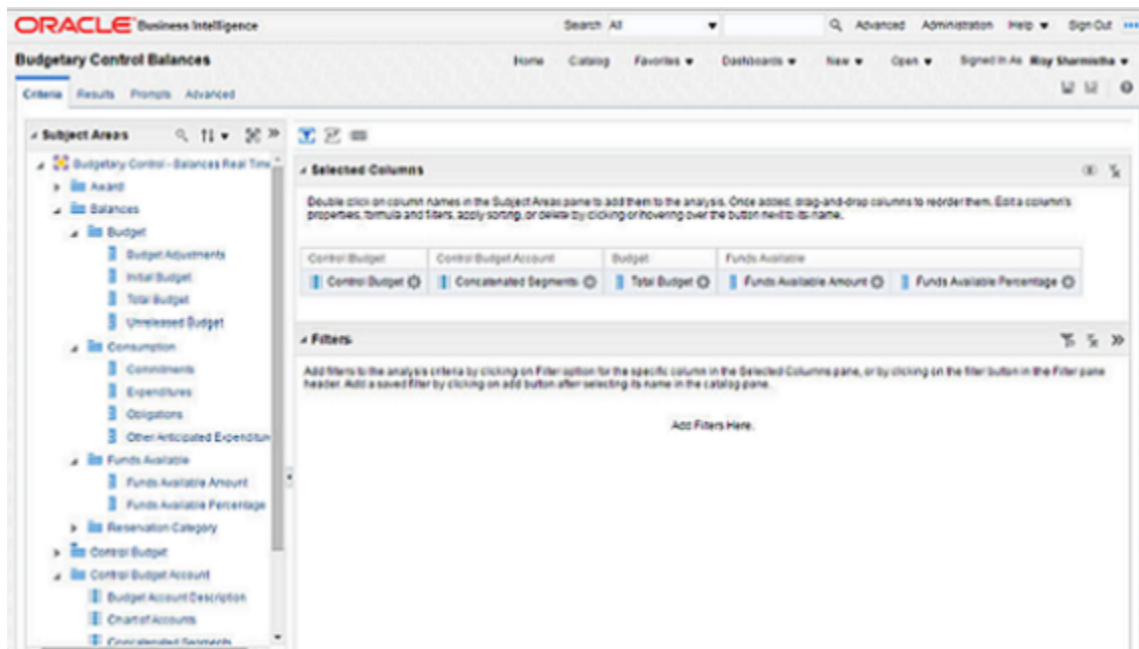 ORACLE Business Intelligence
Search All
Advanced Administration Help Sign Out
Budgetary Control Balances
Home Catalog Favorites Dashboards New Open Signed In As Roy Sharmistha
Criteria Results Prompts Advanced
Subject Areas
Budgetary Control - Balances Real Time
Award
Balances
Budget
Budget Adjustments
Initial Budget
Total Budget
Unreleased Budget
Consumption
Commitments
Expenditures
Obligations
Other Anticipated Expenditur
Funds Available
Funds Available Amount
Funds Available Percentage
Reservation Category
Control Budget
Control Budget Account
Budget Account Description
Chart of Accounts
Concatenated Segments
Selected Columns
Double click on column names in the Subject Areas pane to add them to the analysis. Once added, drag-and-drop columns to reorder them. Edit a column's
properties, formula and filters, apply sorting, or delete by clicking or hovering over the button next to its name.
Control Budget Control Budget Account Budget Funds Available
Control Budget Concatenated Segments Total Budget Funds Available Amount Funds Available Percentage
Filters
Add filters to the analysis criteria by clicking on Filter option for the specific column in the Selected Columns pane, or by clicking on the filter button in the Filter pane
header. Add a saved filter by clicking on add button after selecting its name in the catalog pane.
Add Filters Here.